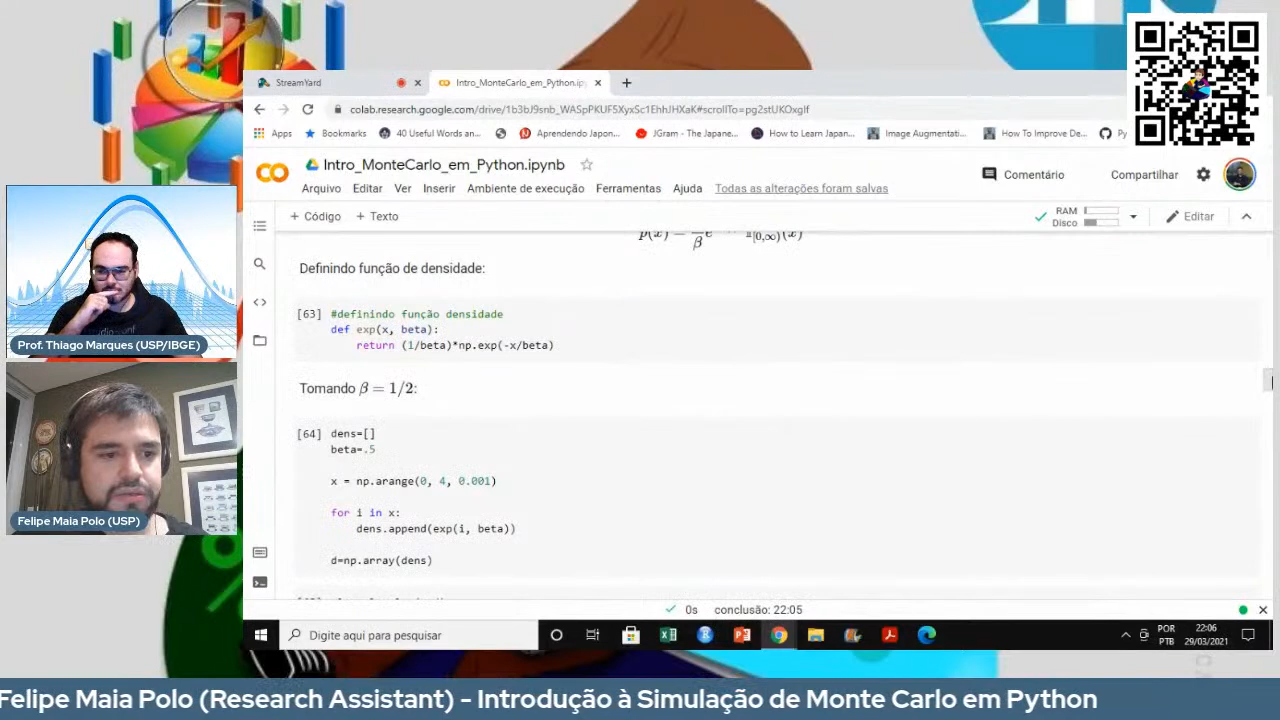 StreamYard
Intro_MonteCarlo_em_Python.ip
colab.research.google.com/drive/1b3bJ9snb_WASpPKUF5XyxSc1EhhJHXaK#scrollTo=pg2stUKOxgIf
Apps
Bookmarks
40 Useful Words an...
Aprendendo Japon...
JGram - The Japane...
How to Learn Japan...
Image Augmentati...
How To Improve De...
Py
Intro_MonteCarlo_em_Python.ipynb
Comentário
Compartilhar
Arquivo Editar Ver Inserir Ambiente de execução Ferramentas Ajuda Todas as alterações foram salvas
+ Código + Texto
RAM
Disco
Editar
Definindo função de densidade:
[63] #definindo função densidade
def exp(x, beta):
return (1/beta)*np.exp(-x/beta)
Tomando β = 1/2:
[64] dens=[]
beta=.5
x = np.arange(0, 4, 0.001)
for i in x:
dens.append(exp(i, beta))
d=np.array(dens)
0s conclusão: 22:05
Digite aqui para pesquisar
POR
PTB
22:06
29/03/2021
Prof. Thiago Marques (USP/IBGE)
Felipe Maia Polo (USP)
Felipe Maia Polo (Research Assistant) - Introdução à Simulação de Monte Carlo em Python